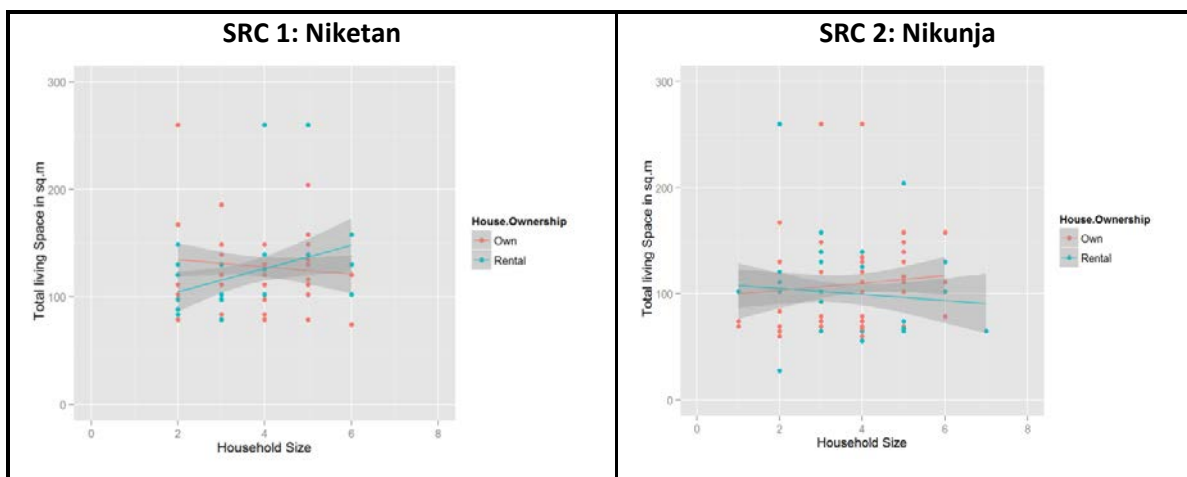 SRC 1: Niketan
300
200
100
0
Total living Space in sq.m
0
2
4
6
8
Household Size
House.Ownership
Own
Rental
SRC 2: Nikunja
300
200
100
0
Total living Space in sq.m
0
2
4
6
8
Household Size
House.Ownership
Own
Rental